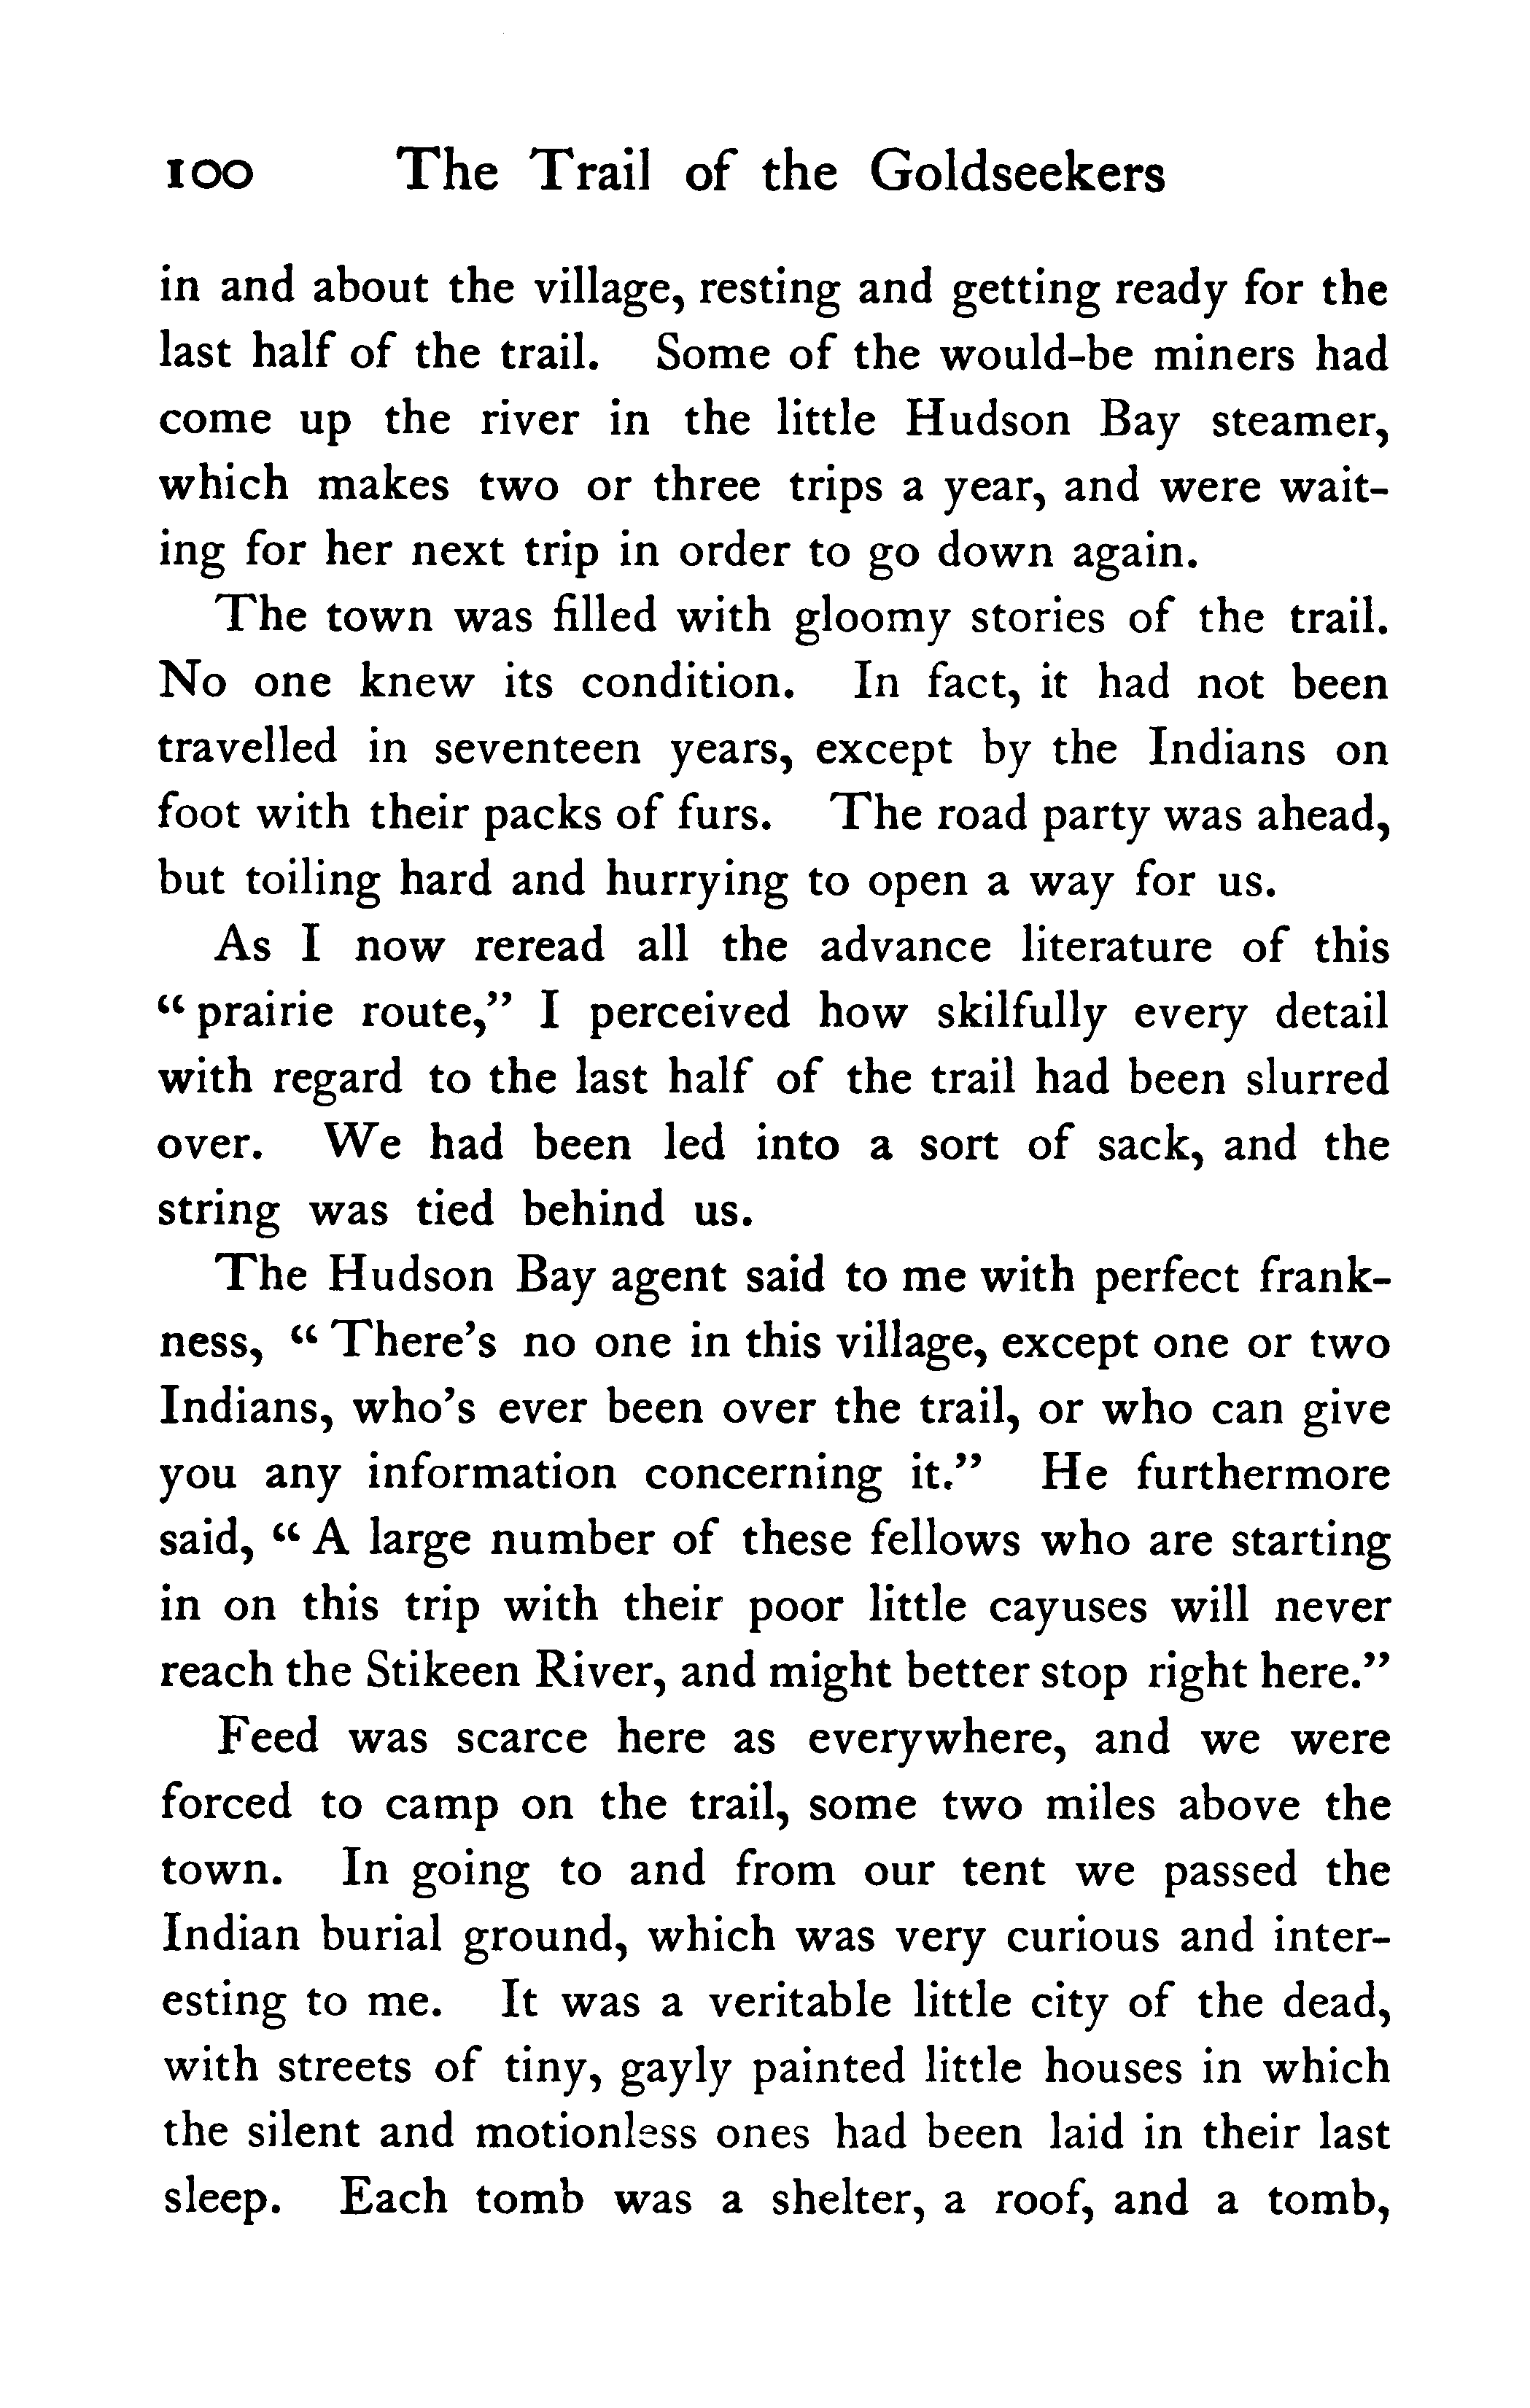 100 The Trail of the Goldseekers
in and about the village, resting and getting ready for the
last half of the trail. Some of the would-be miners had
come up the river in the little Hudson Bay steamer,
which makes two or three trips a year, and were wait-
ing for her next trip in order to go down again.
The town was filled with gloomy stories of the trail.
No one knew its condition. In fact, it had not been
travelled in seventeen years, except by the Indians on
foot with their packs of furs. The road party was ahead,
but toiling hard and hurrying to open a way for us.
As I now reread all the advance literature of this
“prairie route,” I perceived how skilfully every detail
with regard to the last half of the trail had been slurred
over. We had been led into a sort of sack, and the
string was tied behind us.
The Hudson Bay agent said to me with perfect frank-
ness, “There's no one in this village, except one or two
Indians, who's ever been over the trail, or who can give
you any information concerning it.” He furthermore
said, “A large number of these fellows who are starting
in on this trip with their poor little cayuses will never
reach the Stikeen River, and might better stop right here.”
Feed was scarce here as everywhere, and we were
forced to camp on the trail, some two miles above the
town. In going to and from our tent we passed the
Indian burial ground, which was very curious and inter-
esting to me. It was a veritable little city of the dead,
with streets of tiny, gayly painted little houses in which
the silent and motionless ones had been laid in their last
sleep. Each tomb was a shelter, a roof, and a tomb,